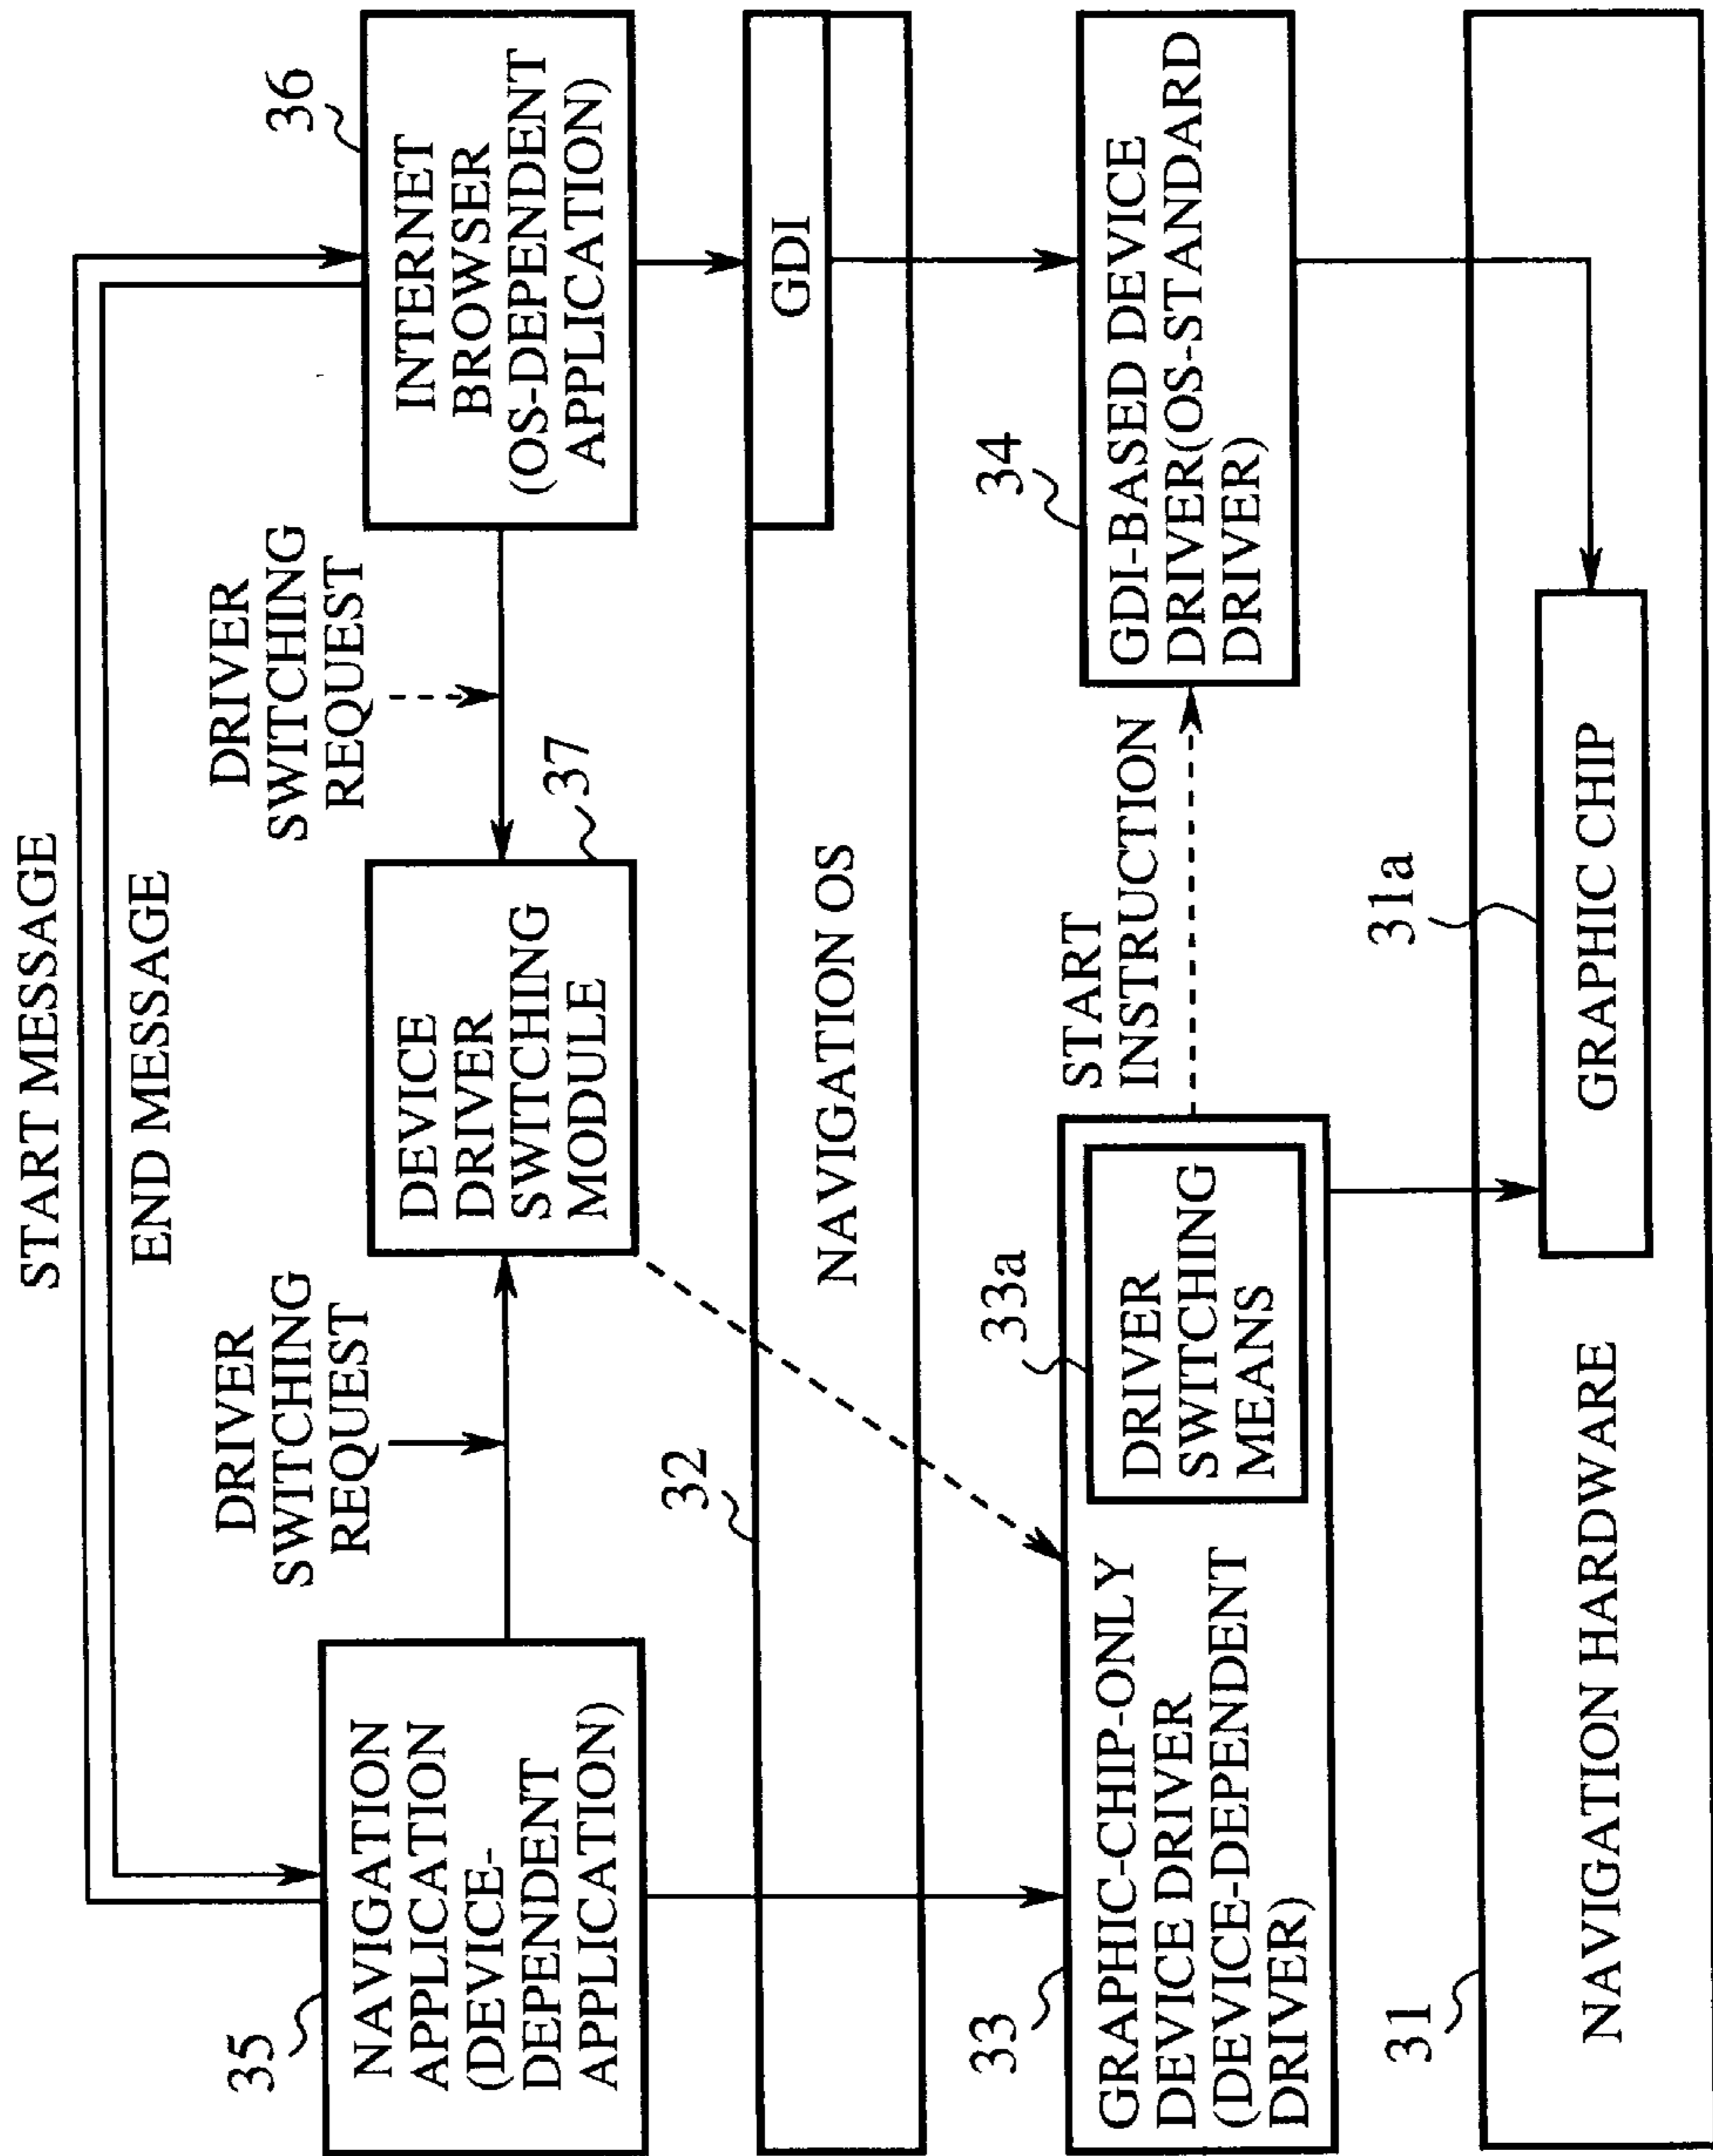 START MESSAGE
END MESSAGE
35
NAVIGATION
APPLICATION
(DEVICE-
DEPENDENT
APPLICATION)
DRIVER
SWITCHING
REQUEST
DEVICE
DRIVER
SWITCHING
MODULE
37
DRIVER
SWITCHING
REQUEST
36
INTERNET
BROWSER
(OS-DEPENDENT
APPLICATION)
32
NAVIGATION OS
GDI
33
GRAPHIC-CHIP-ONLY
DEVICE DRIVER
(DEVICE-DEPENDENT
DRIVER)
33a
DRIVER
SWITCHING
MEANS
START
INSTRUCTION
34
GDI-BASED DEVICE
DRIVER(OS-STANDARD
DRIVER)
31
NAVIGATION HARDWARE
31a
GRAPHIC CHIP